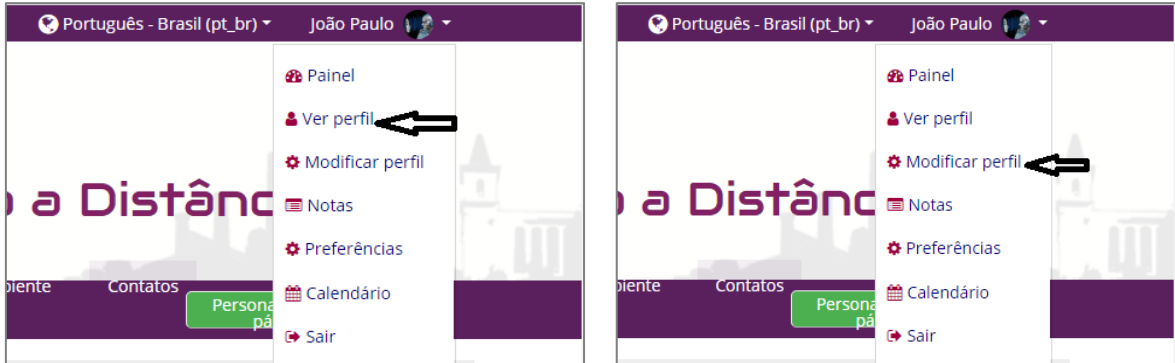 Português - Brasil (pt_br) João Paulo
Painel
Ver perfil
Modificar perfil
a Distânc
Notas
Preferências
Contatos
Calendário
Persona
pá
Sair
Português - Brasil (pt_br) João Paulo
Painel
Ver perfil
Modificar perfil
a Distânc
Notas
Preferências
piente Contatos
Calendário
Persona
pá
Sair